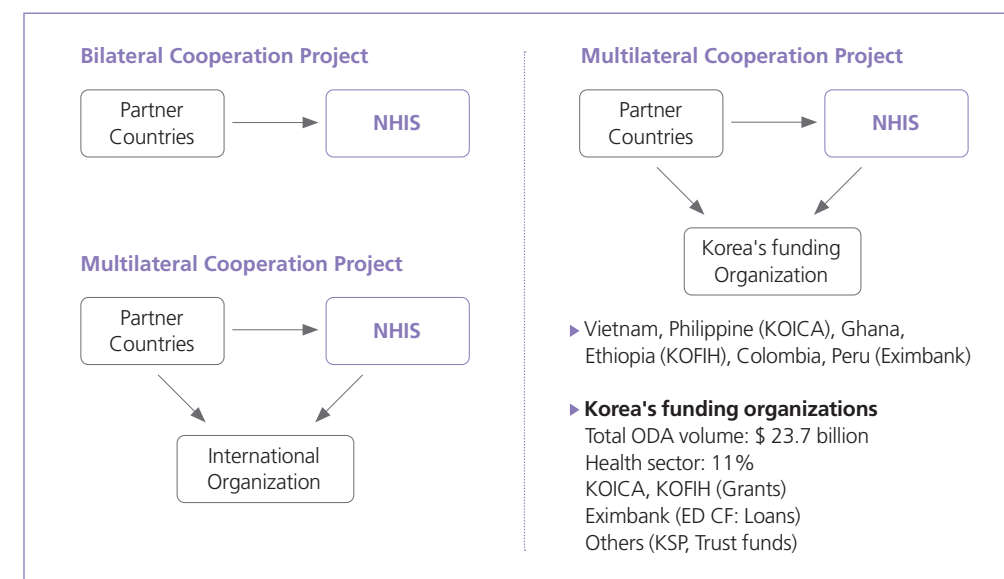 Bilateral Cooperation Project
Partner
Countries
NHIS
Multilateral Cooperation Project
Partner
Countries
NHIS
International
Organization
Multilateral Cooperation Project
Partner
Countries
NHIS
Korea's funding
Organization
▶ Vietnam, Philippine (KOICA), Ghana,
Ethiopia (KOFIH), Colombia, Peru (Eximbank)
▶ Korea's funding organizations
Total ODA volume: $ 23.7 billion
Health sector: 11%
KOICA, KOFIH (Grants)
Eximbank (ED CF: Loans)
Others (KSP, Trust funds)